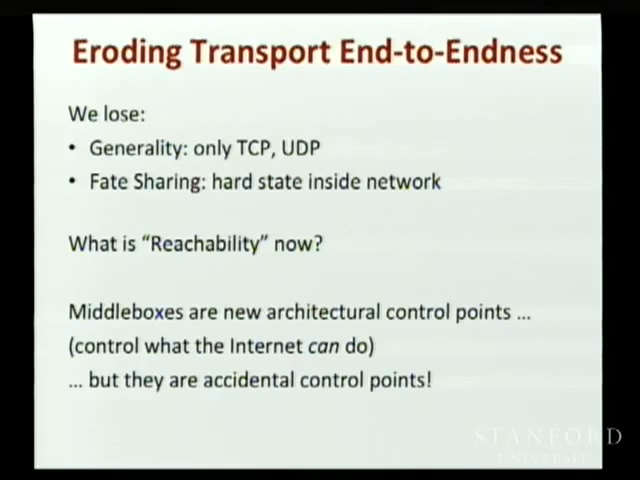 Eroding Transport End-to-Endness
We lose:
• Generality: only TCP, UDP
• Fate Sharing: hard state inside network
What is “Reachability” now?
Middleboxes are new architectural control points …
(control what the Internet can do)
… but they are accidental control points!
STANFORD
UNIVERSITY